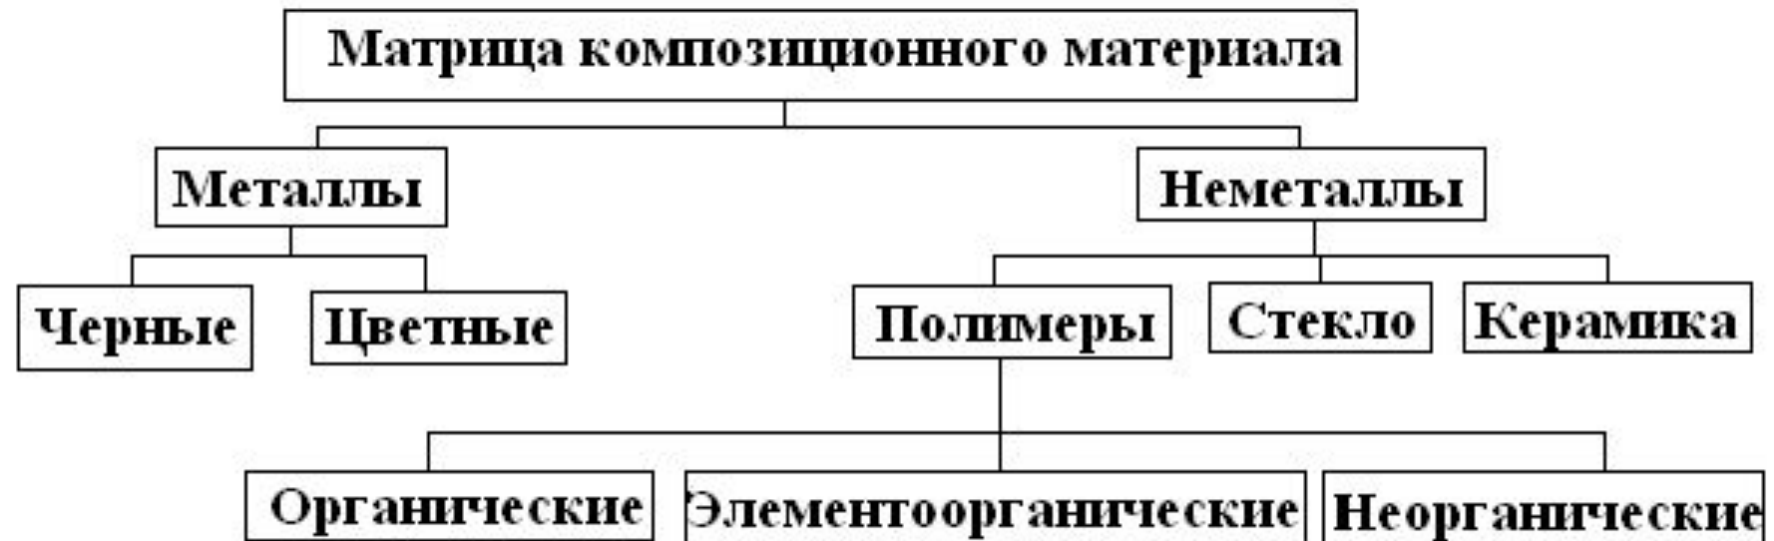 Матрица композиционного материала
Металлы
Неметаллы
Черные
Цветные
Полимеры
Стекло
Керамика
Органические
Элементоорганические
Неорганические